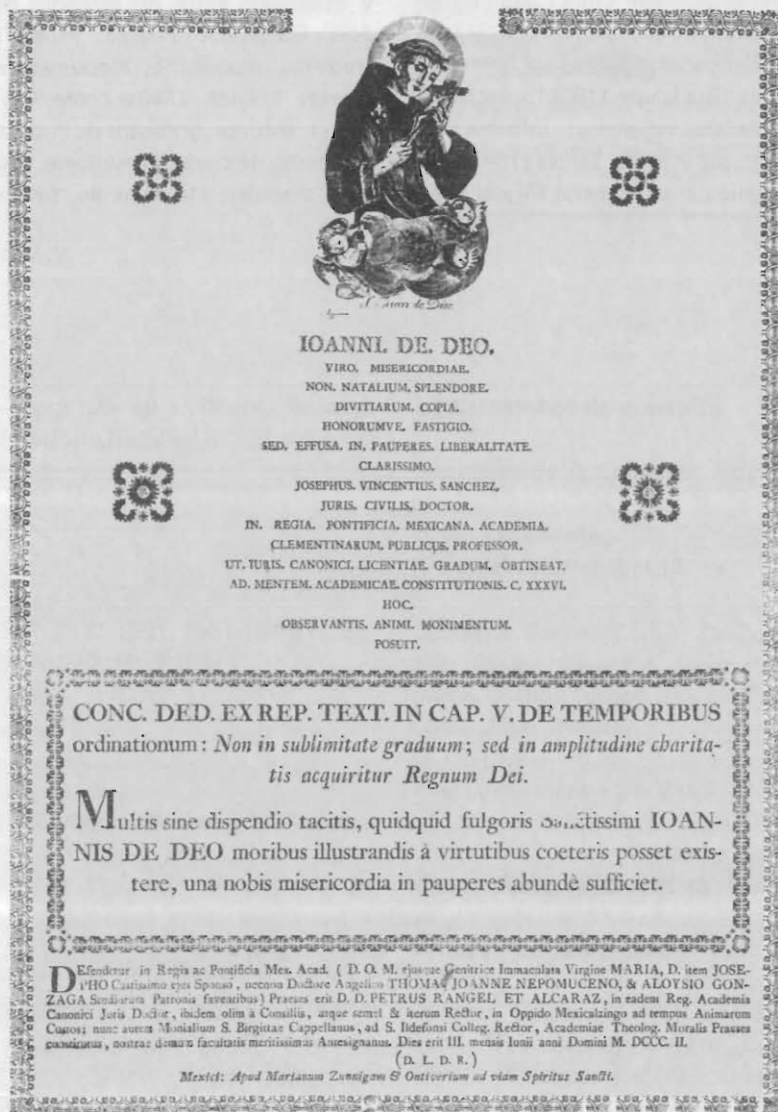 S. Juan de Dios
IOANNI. DE. DEO.
VIRO. MISERICORDIAE.
NON. NATALIUM. SPLENDORE.
DIVITIARUM. COPIA.
HONORUMVE. FASTIGIO.
SED. EFFUSA. IN. PAUPERES. LIBERALITATE.
CLARISSIMO.
JOSEPHUS. VINCENTIUS. SANCHEZ.
JURIS. CIVILIS. DOCTOR.
IN. REGIA. PONTIFICIA. MEXICANA. ACADEMIA.
CLEMENTINARUM. PUBLICUS. PROFESSOR.
UT. IURIS. CANONICI. LICENTIAE. GRADUM. OBTINEAT.
AD. MENTEM. ACADEMICAE. CONSTITUTIONIS. C. XXXVI.
HOC.
OBSERVANTIS. ANIMI. MONIMENTUM.
POSUIT.
CONC. DED. EX REP. TEXT. IN CAP. V. DE TEMPORIBUS
ordinationum: Non in sublimitate graduum; sed in amplitudine charita-
tis acquiritur Regnum Dei.
Multis sine dispendio tacitis, quidquid fulgoris sanctissimi IOAN-
NIS DE DEO moribus illustrandis à virtutibus coeteris posset exis-
tere, una nobis misericordia in pauperes abundè sufficiet.
DEfendetur in Regia ac Pontificia Mex. Acad. (D. O. M. ejusque Genitrice Immaculata Virgine MARIA, D. item JOSE-
PHO Castissimo ejus Sponso, necnon Doctore Angelico THOMA, JOANNE NEPOMUCENO, & ALOYSIO GON-
ZAGA Patronis faventibus) Praeses erit D. D. PETRUS RANGEL ET ALCARAZ, in eadem Reg. Academia
Canonici Juris Doctor, ibidem olim à Consiliis, atque semel & iterum Rector, in Oppido Mexicalzingo ad tempus Animarum
Custos; nunc autem Monialium S. Birgittae Cappellanus, ad S. Ildefonsi Colleg. Rector, Academiae Theolog. Moralis Praeses
constitutus, nostrae demum facultatis meritissimus Antesignanus. Dies erit III. mensis Iunii anni Domini M. DCCC. II.
(D. L. D. R.)
Mexici: Apud Marianum Zunnigam & Ontiverium ad viam Spiritus Sancti.